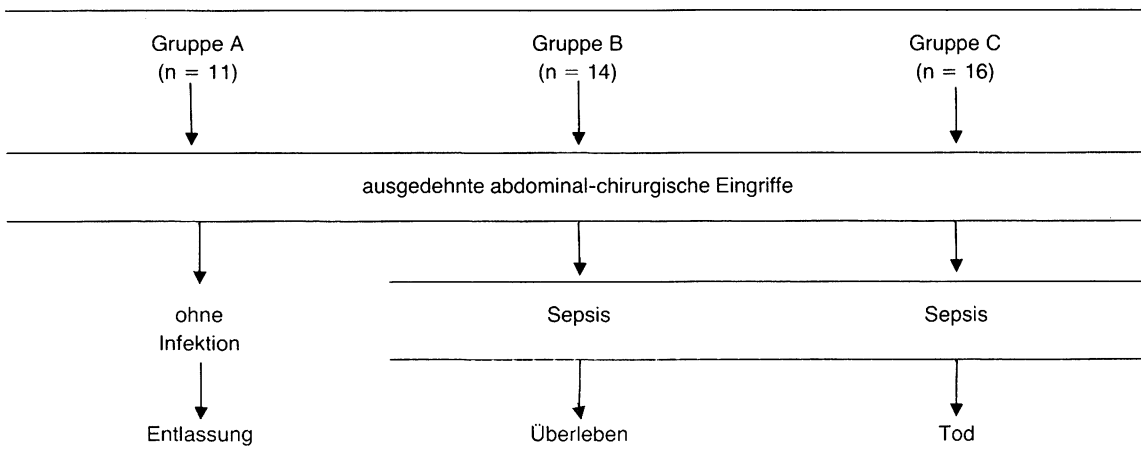 Gruppe A
(n = 11)
Gruppe B
(n = 14)
Gruppe C
(n = 16)
ausgedehnte abdominal-chirurgische Eingriffe
ohne
Infektion
Sepsis
Sepsis
Entlassung
Überleben
Tod